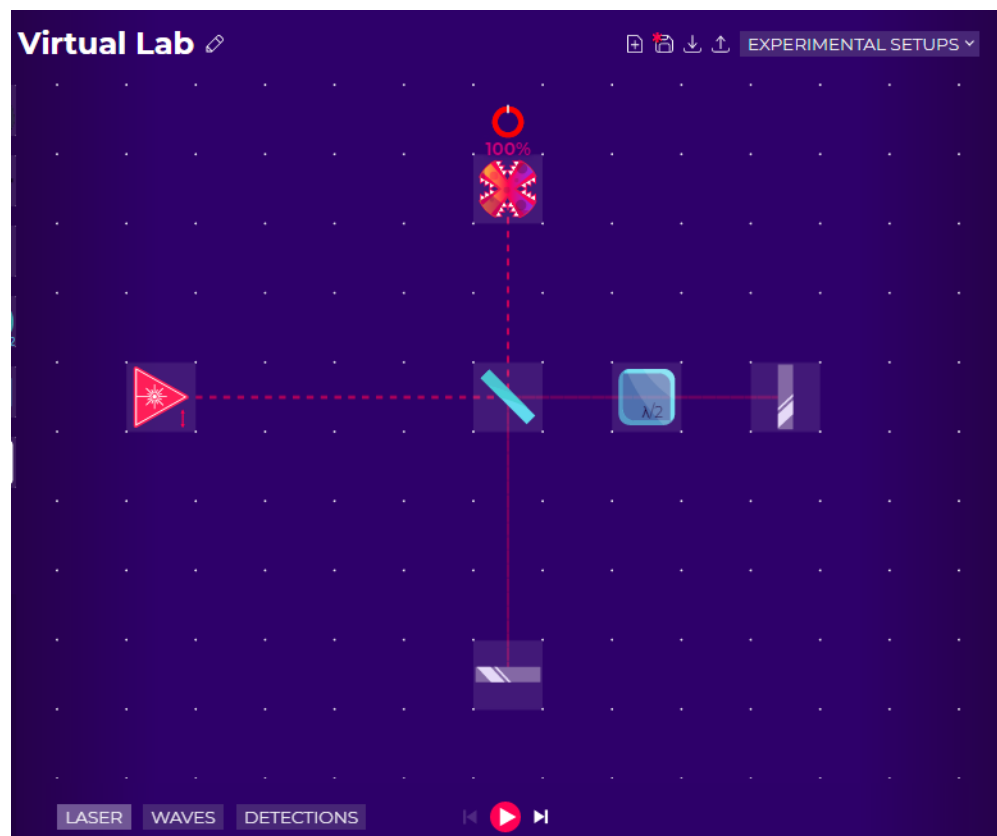 Virtual Lab
EXPERIMENTAL SETUPS
100%
λ/2
LASER WAVES DETECTIONS